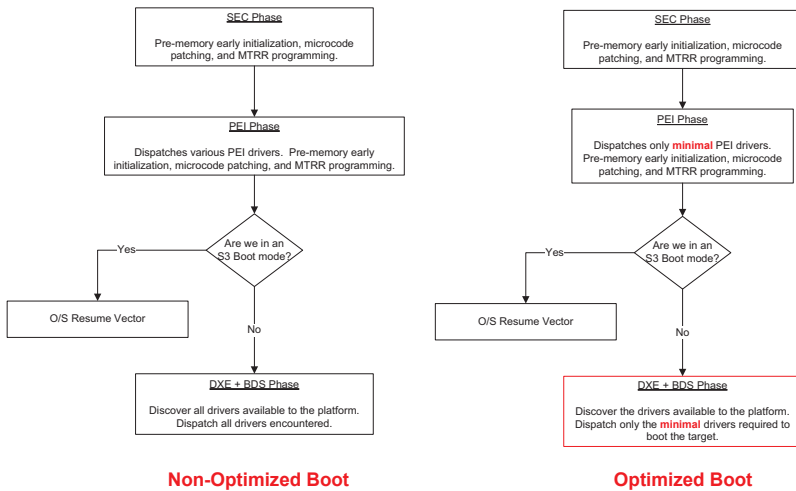 SEC Phase
Pre-memory early initialization, microcode
patching, and MTRR programming.
PEI Phase
Dispatches various PEI drivers. Pre-memory early
initialization, microcode patching, and MTRR programming.
Are we in an
S3 Boot mode?
Yes
O/S Resume Vector
No
DXE + BDS Phase
Discover all drivers available to the platform.
Dispatch all drivers encountered.
Non-Optimized Boot
SEC Phase
Pre-memory early initialization, microcode
patching, and MTRR programming.
PEI Phase
Dispatches only minimal PEI drivers.
Pre-memory early initialization, microcode
patching, and MTRR programming.
Are we in an
S3 Boot mode?
Yes
O/S Resume Vector
No
DXE + BDS Phase
Discover the drivers available to the platform.
Dispatch only the minimal drivers required to
boot the target.
Optimized Boot